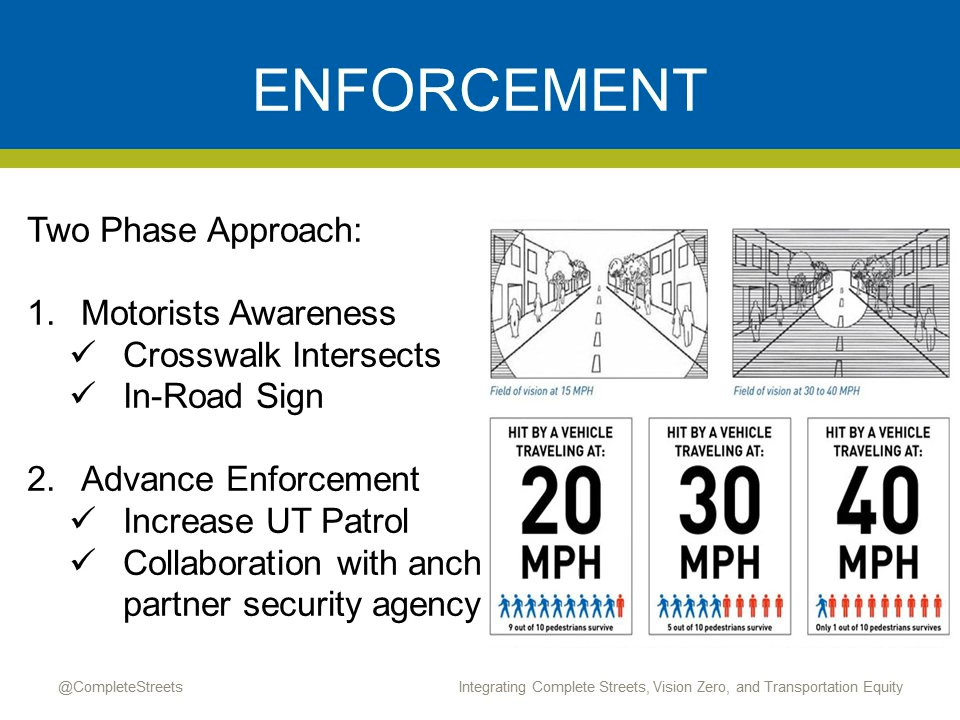 ENFORCEMENT
Two Phase Approach:
1. Motorists Awareness
✓ Crosswalk Intersects
✓ In-Road Sign
2. Advance Enforcement
✓ Increase UT Patrol
✓ Collaboration with anch
partner security agency
Field of vision at 15 MPH
Field of vision at 30 to 40 MPH
HIT BY A VEHICLE
TRAVELING AT:
20
MPH
9 out of 10 pedestrians survive
HIT BY A VEHICLE
TRAVELING AT:
30
MPH
5 out of 10 pedestrians survive
HIT BY A VEHICLE
TRAVELING AT:
40
MPH
Only 1 out of 10 pedestrians survives
@CompleteStreets
Integrating Complete Streets, Vision Zero, and Transportation Equity